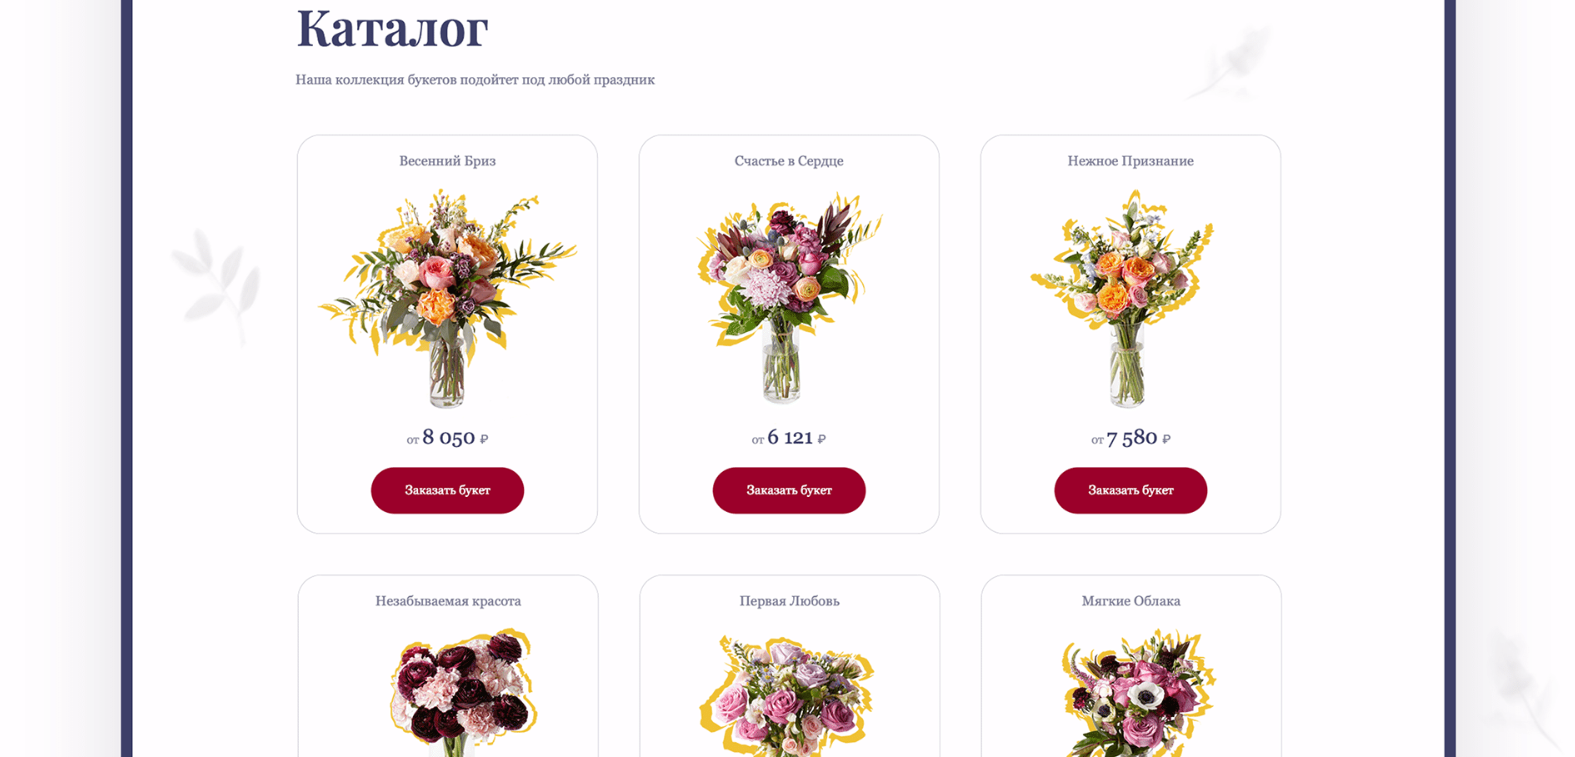 Каталог
Наша коллекция букетов подойтет под любой праздник
Весенний Бриз
Счастье в Сердце
Нежное Признание
от 8 050 ₽
от 6 121 ₽
от 7 580 ₽
Заказать букет
Заказать букет
Заказать букет
Незабываемая красота
Первая Любовь
Мягкие Облака